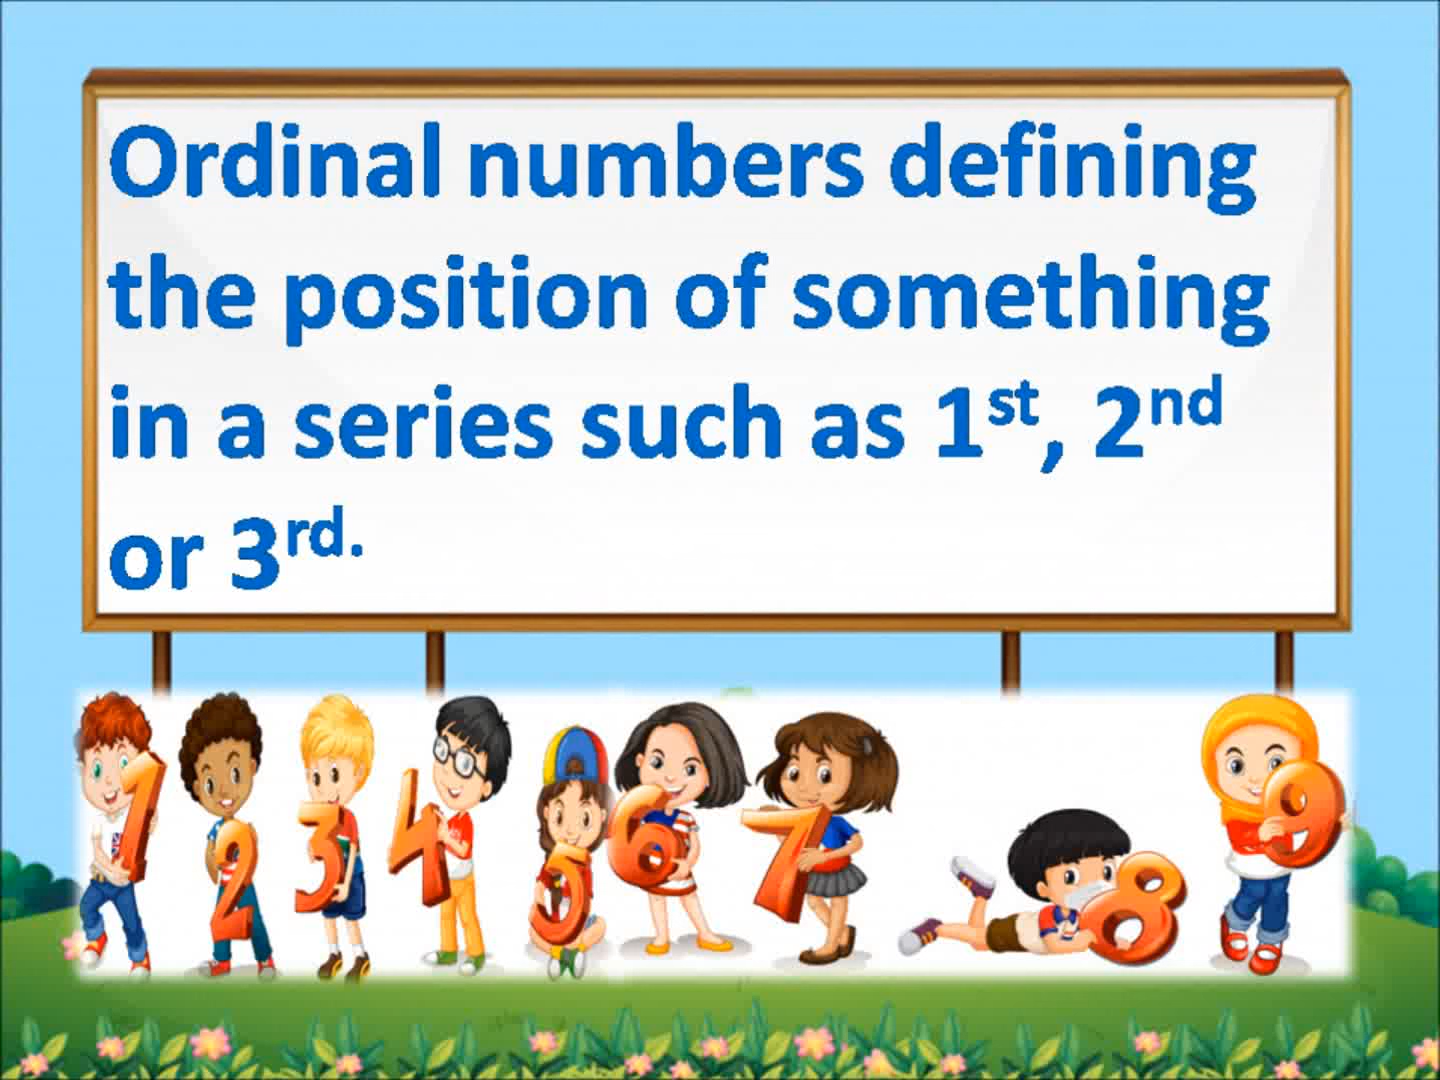 Ordinal numbers defining
the position of something
in a series such as 1st, 2nd
or 3rd.
1 2 3 4 5 6 7 8 9